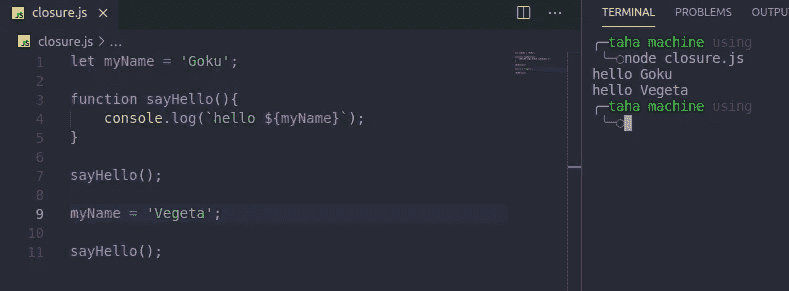 JS closure.js ×
JS closure.js > ...
1 let myName = 'Goku';
2
3 function sayHello(){
4 console.log(`hello ${myName}`);
5 }
6
7 sayHello();
8
9 myName = 'Vegeta';
10
11 sayHello();
TERMINAL PROBLEMS OUTPU
taha machine using
node closure.js
hello Goku
hello Vegeta
taha machine using